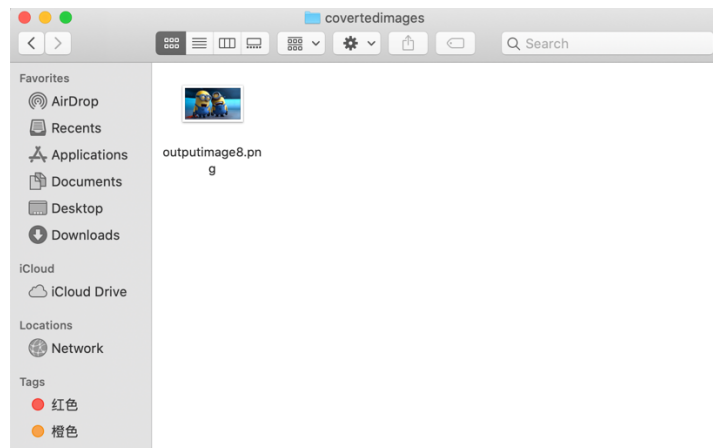 covertedimages
Search
Favorites
AirDrop
Recents
Applications
Documents
Desktop
Downloads
iCloud
iCloud Drive
Locations
Network
Tags
红色
橙色
outputimage8.pn
g